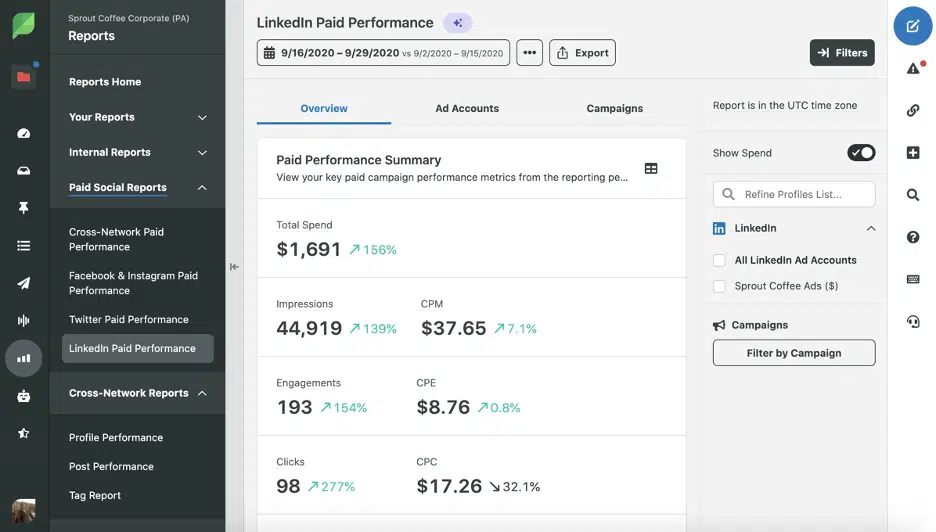 Sprout Coffee Corporate (PA)
Reports
Reports Home
Your Reports
Internal Reports
Paid Social Reports
Cross-Network Paid
Performance
Facebook & Instagram Paid
Performance
Twitter Paid Performance
LinkedIn Paid Performance
Cross-Network Reports
Profile Performance
Post Performance
Tag Report
LinkedIn Paid Performance
9/16/2020 – 9/29/2020 vs 9/2/2020 – 9/15/2020
Export
Filters
Overview
Ad Accounts
Campaigns
Paid Performance Summary
View your key paid campaign performance metrics from the reporting pe...
Total Spend
$1,691 156%
Impressions
44,919 139%
CPM
$37.65 7.1%
Engagements
193 154%
CPE
$8.76 0.8%
Clicks
98 277%
CPC
$17.26 32.1%
Report is in the UTC time zone
Show Spend
Refine Profiles List...
in LinkedIn
All LinkedIn Ad Accounts
Sprout Coffee Ads ($)
Campaigns
Filter by Campaign